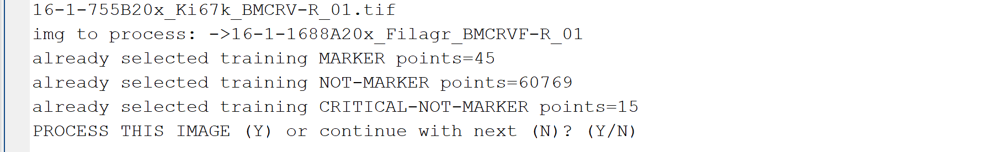 16-1-755B20x_Ki67k_BMCRV-R_01.tif
img to process: ->16-1-1688A20x_Filagr_BMCRVF-R_01
already selected training MARKER points=45
already selected training NOT-MARKER points=60769
already selected training CRITICAL-NOT-MARKER points=15
PROCESS THIS IMAGE (Y) or continue with next (N)? (Y/N)